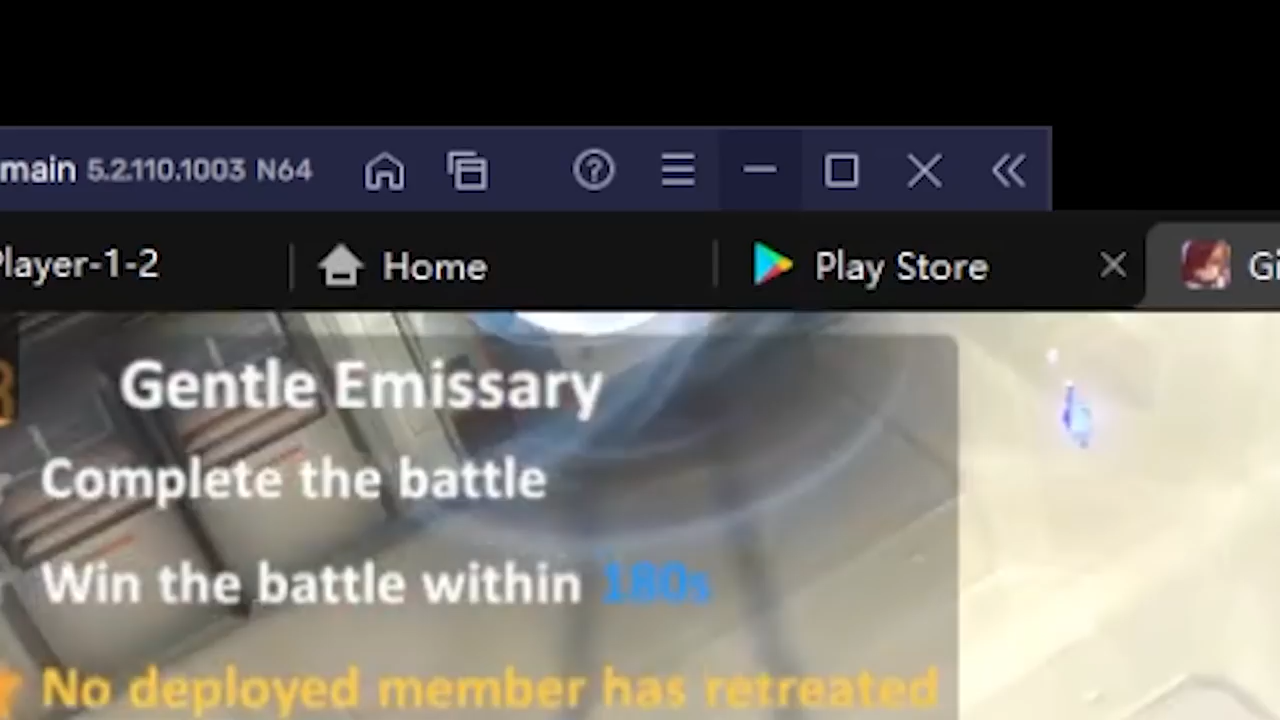 main 5.2.110.1003 N64
Player-1-2 Home Play Store Gi
Gentle Emissary
Complete the battle
Win the battle within 180s
No deployed member has retreated